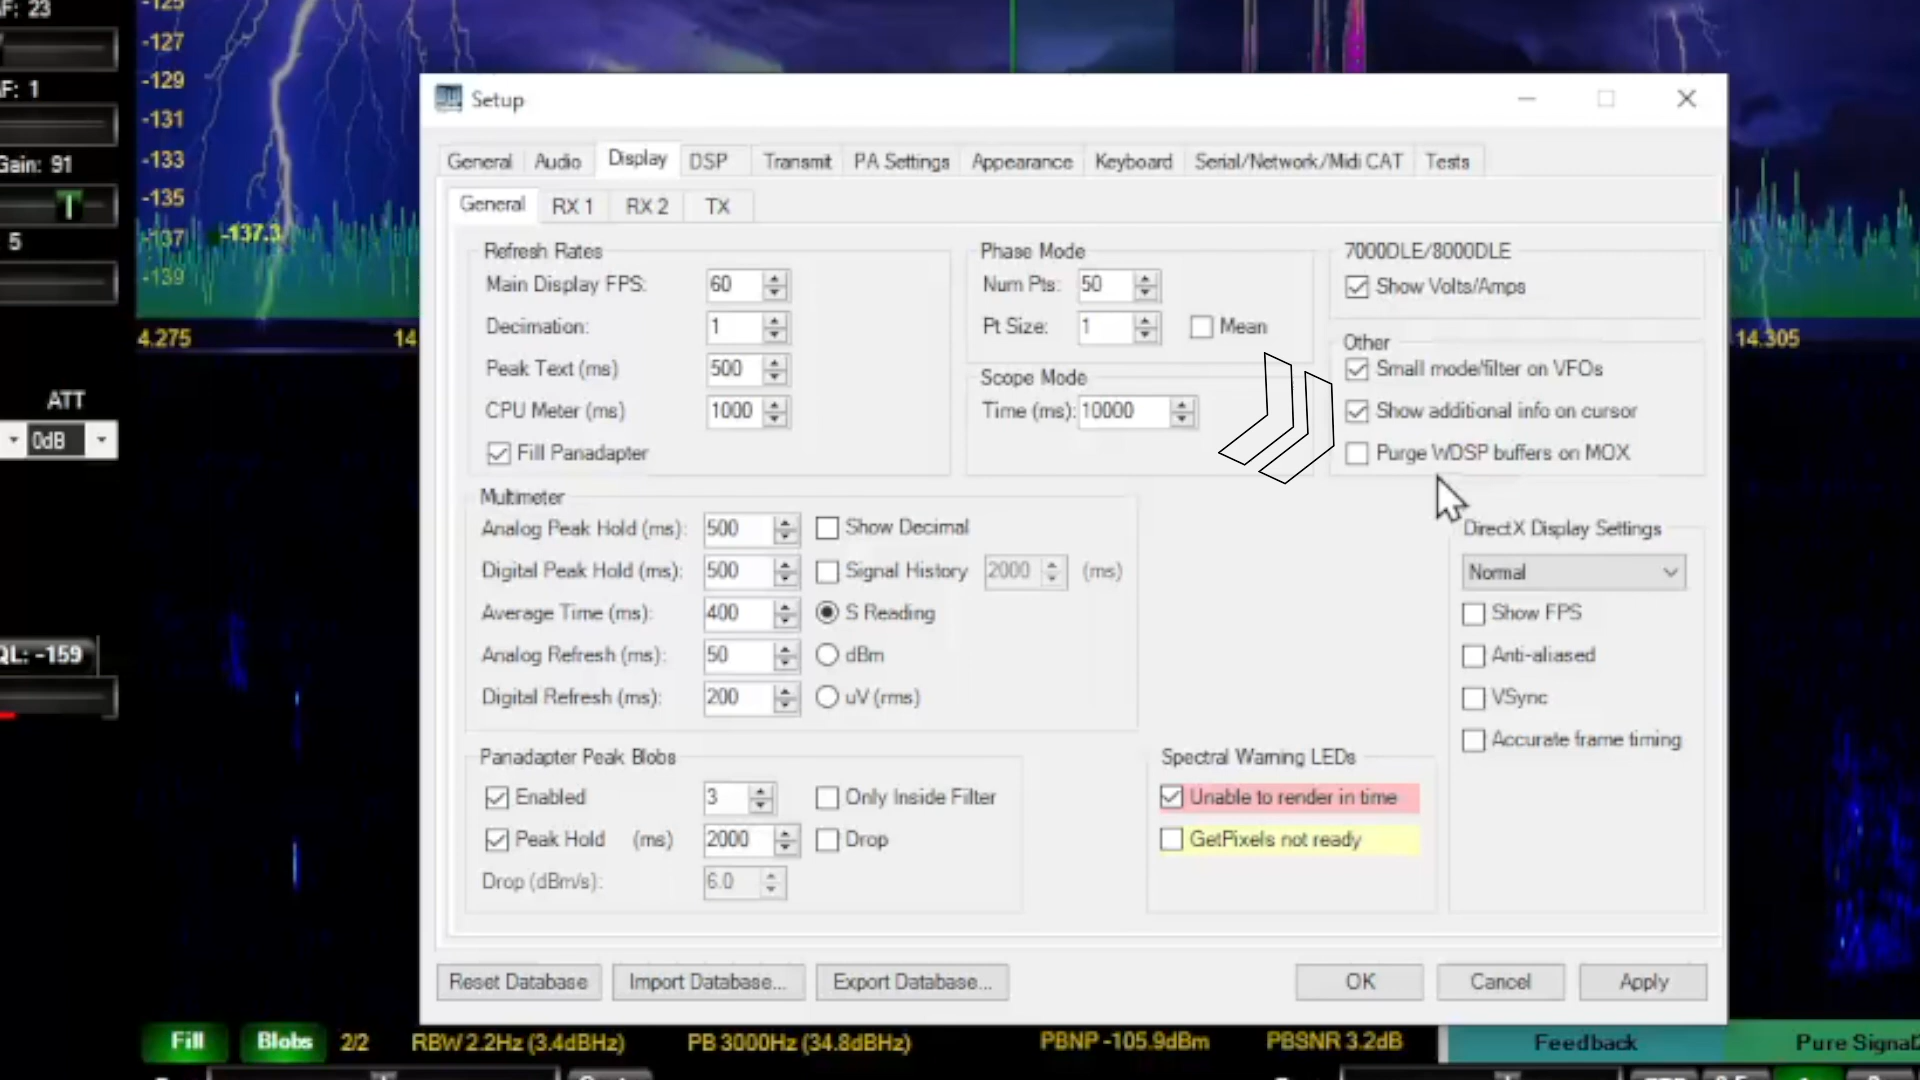 F: 23
-125
-127
-129
F: 1
-131
-133
Gain: 91
-135
-137
-137.3
5
-139
4.275
14
14.305
ATT
0dB
QL: -159
Setup
General Audio Display DSP Transmit PA Settings Appearance Keyboard Serial/Network/Midi CAT Tests
General RX 1 RX 2 TX
Refresh Rates
Main Display FPS: 60
Decimation: 1
Peak Text (ms) 500
CPU Meter (ms) 1000
Fill Panadapter
Phase Mode
Num Pts: 50
Pt Size: 1 Mean
Scope Mode
Time (ms): 10000
7000DLE/8000DLE
Show Volts/Amps
Other
Small mode/filter on VFOs
Show additional info on cursor
Purge WDSP buffers on MOX
Multimeter
Analog Peak Hold (ms): 500 Show Decimal
Digital Peak Hold (ms): 500 Signal History 2000 (ms)
Average Time (ms): 400 S Reading
Analog Refresh (ms): 50 dBm
Digital Refresh (ms): 200 uV (rms)
DirectX Display Settings
Normal
Show FPS
Anti-aliased
VSync
Accurate frame timing
Panadapter Peak Blobs
Enabled 3 Only Inside Filter
Peak Hold (ms) 2000 Drop
Drop (dBm/s): 6.0
Spectral Warning LEDs
Unable to render in time
GetPixels not ready
Reset Database Import Database... Export Database... OK Cancel Apply
Fill Blobs 2/2 RBW 2.2Hz (3.4dBHz) PB 3000Hz (34.8dBHz) PBNP -105.9dBm PBSNR 3.2dB Feedback Pure Signal2